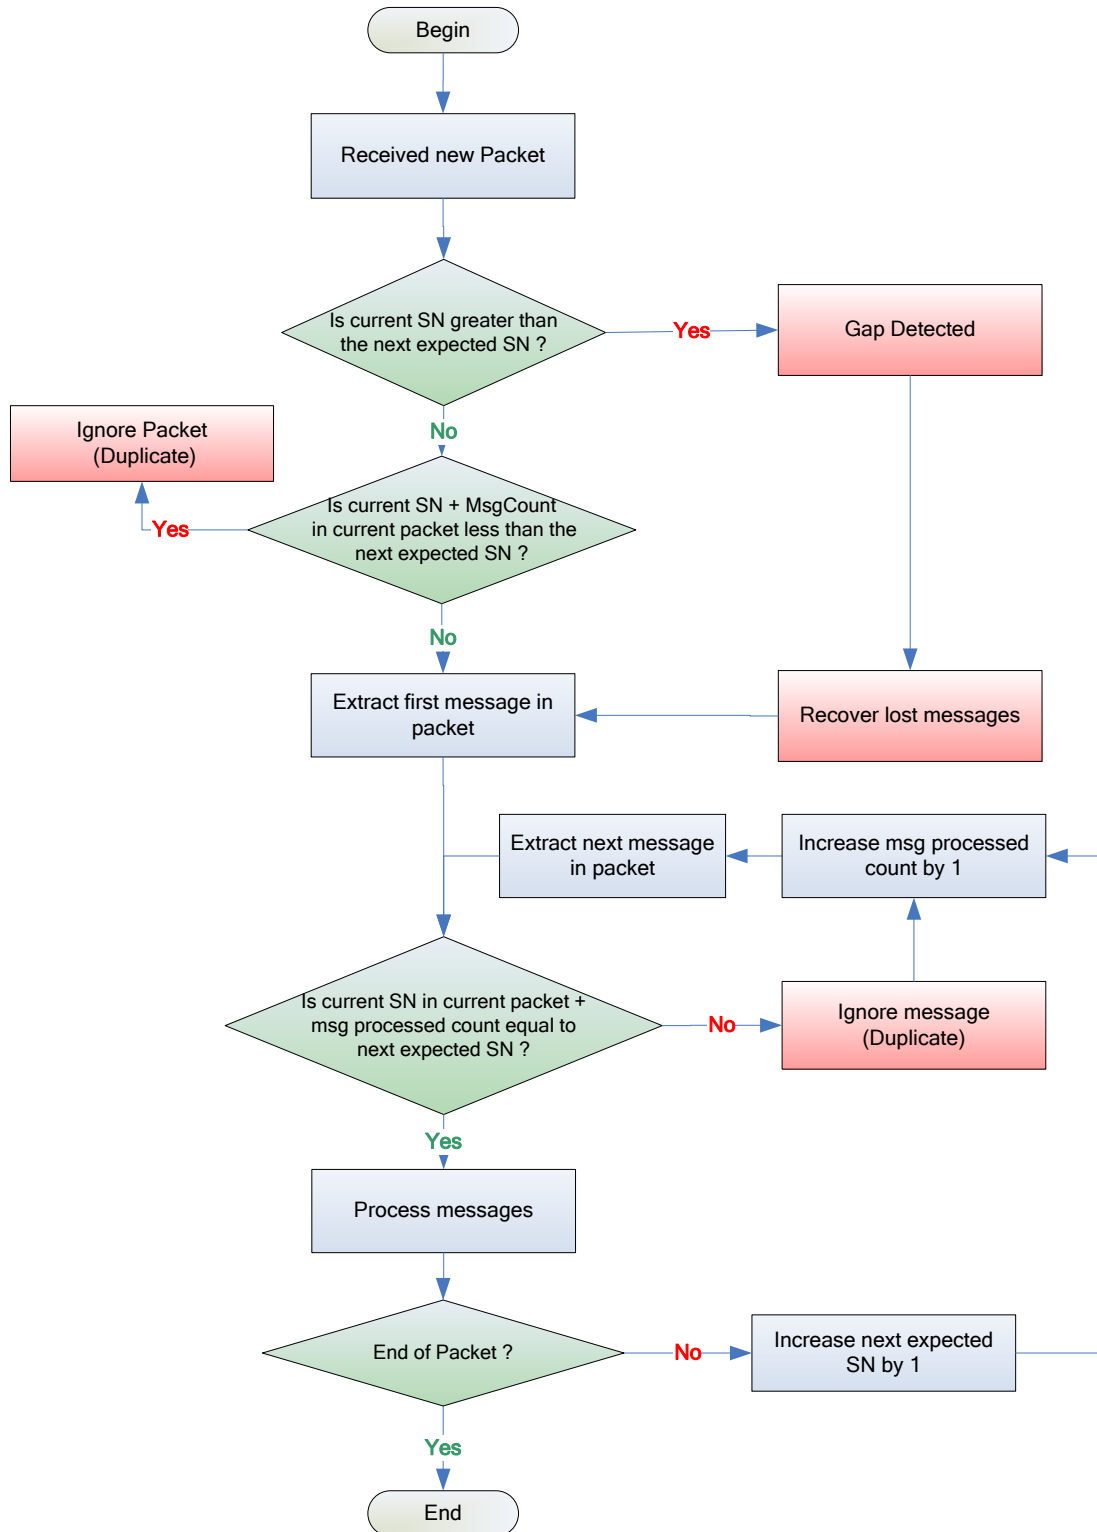 Begin
Received new Packet
Is current SN greater than
the next expected SN ?
Yes
Gap Detected
No
Ignore Packet
(Duplicate)
Is current SN + MsgCount
in current packet less than the
next expected SN ?
Yes
No
Extract first message in
packet
Recover lost messages
Extract next message
in packet
Increase msg processed
count by 1
Is current SN in current packet +
msg processed count equal to
next expected SN ?
No
Ignore message
(Duplicate)
Yes
Process messages
End of Packet ?
No
Increase next expected
SN by 1
Yes
End